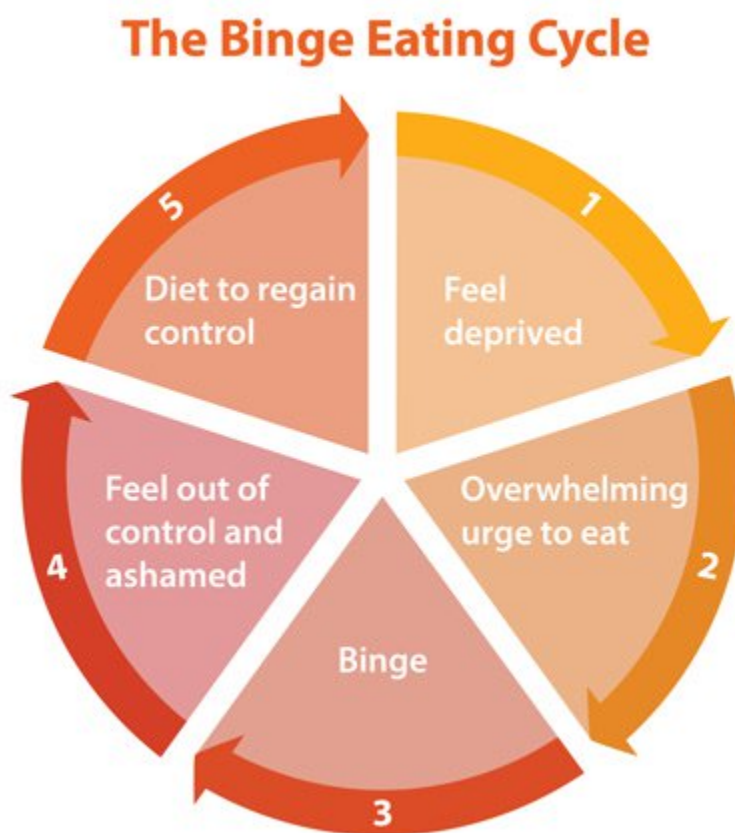 The Binge Eating Cycle
1
Feel
deprived
2
Overwhelming
urge to eat
3
Binge
4
Feel out of
control and
ashamed
5
Diet to regain
control